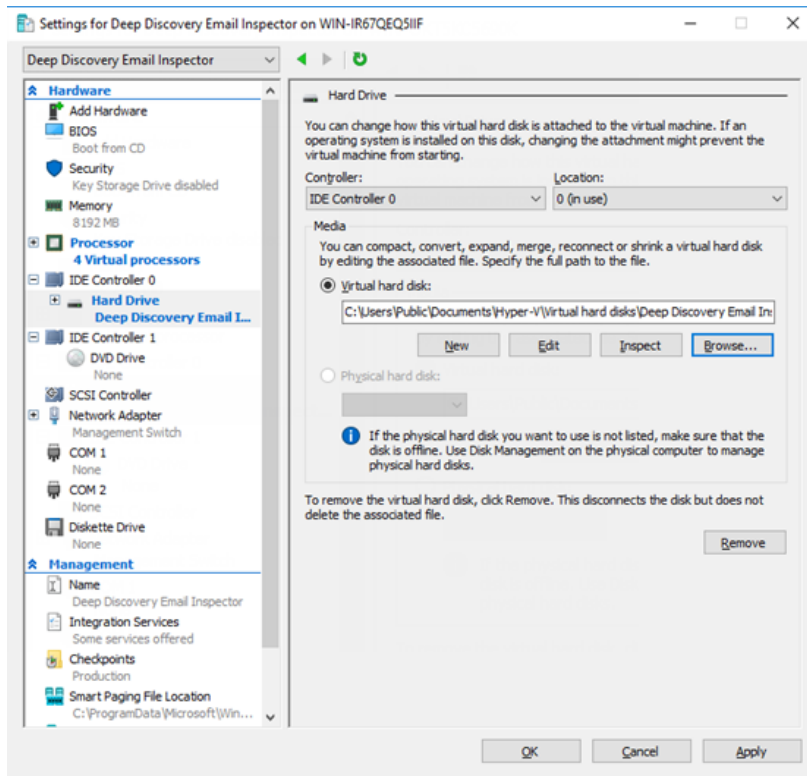 Settings for Deep Discovery Email Inspector on WIN-IR67QEQ5IIF
Deep Discovery Email Inspector
Hardware
Add Hardware
BIOS
Boot from CD
Security
Key Storage Drive disabled
Memory
8192 MB
Processor
4 Virtual processors
IDE Controller 0
Hard Drive
Deep Discovery Email I...
IDE Controller 1
DVD Drive
None
SCSI Controller
Network Adapter
Management Switch
COM 1
None
COM 2
None
Diskette Drive
None
Management
Name
Deep Discovery Email Inspector
Integration Services
Some services offered
Checkpoints
Production
Smart Paging File Location
C:\ProgramData\Microsoft\Win...
Hard Drive
You can change how this virtual hard disk is attached to the virtual machine. If an
operating system is installed on this disk, changing the attachment might prevent the
virtual machine from starting.
Controller:
Location:
IDE Controller 0
0 (in use)
Media
You can compact, convert, expand, merge, reconnect or shrink a virtual hard disk
by editing the associated file. Specify the full path to the file.
Virtual hard disk:
C:\Users\Public\Documents\Hyper-V\Virtual hard disks\Deep Discovery Email Ins
New
Edit
Inspect
Browse...
Physical hard disk:
If the physical hard disk you want to use is not listed, make sure that the
disk is offline. Use Disk Management on the physical computer to manage
physical hard disks.
To remove the virtual hard disk, click Remove. This disconnects the disk but does not
delete the associated file.
Remove
OK
Cancel
Apply